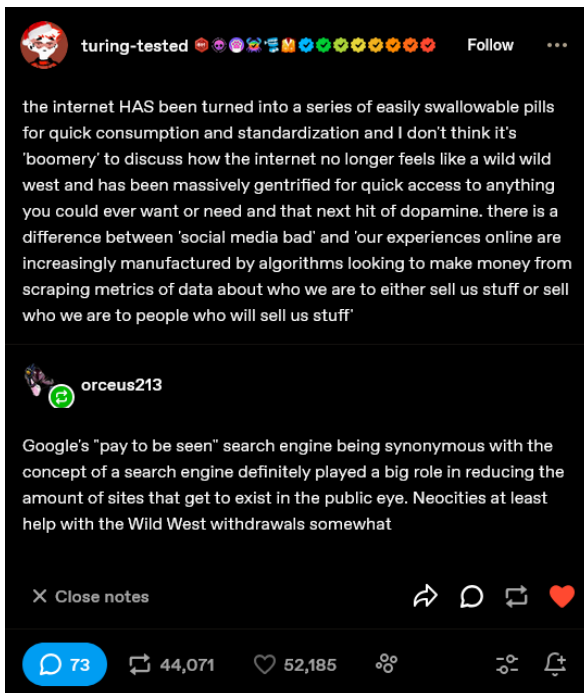 turing-tested
Follow
the internet HAS been turned into a series of easily swallowable pills
for quick consumption and standardization and I don't think it's
'boomery' to discuss how the internet no longer feels like a wild wild
west and has been massively gentrified for quick access to anything
you could ever want or need and that next hit of dopamine. there is a
difference between 'social media bad' and 'our experiences online are
increasingly manufactured by algorithms looking to make money from
scraping metrics of data about who we are to either sell us stuff or sell
who we are to people who will sell us stuff'
orceus213
Google's "pay to be seen" search engine being synonymous with the
concept of a search engine definitely played a big role in reducing the
amount of sites that get to exist in the public eye. Neocities at least
help with the Wild West withdrawals somewhat
Close notes
73
44,071
52,185